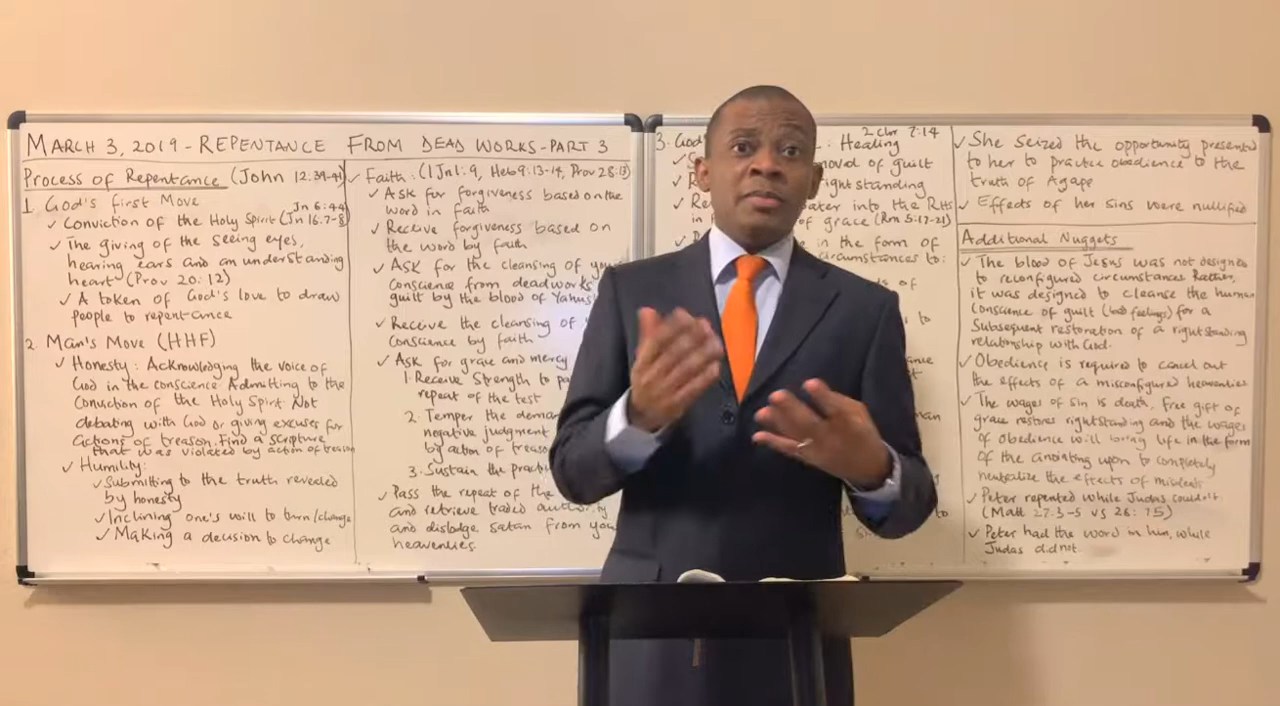 MARCH 3, 2019 - REPENTANCE FROM DEAD WORKS - PART 3
Process of Repentance (John 12:39-41)
1. God's first Move
Jn 6:44
✓ Conviction of the Holy Spirit (Jn 16:7-8)
✓ The giving of the seeing eyes,
hearing ears and an understanding
heart (Prov 20:12)
✓ A token of God's love to draw
people to repentance
2. Man's Move (HHF)
✓ Honesty: Acknowledging the voice of
God in the conscience. Admitting to the
Conviction of the Holy Spirit. Not
debating with God or giving excuses for
actions of treason. Find a scripture
that was violated by action of treason
✓ Humility:
✓ Submitting to the truth revealed
by honesty
✓ Inclining one's will to turn/change
✓ Making a decision to change
✓ Faith: (1 Jn 1:9, Heb 9:13-14, Prov 28:13)
✓ Ask for forgiveness based on the
word in faith
✓ Receive forgiveness based on
the word by faith
✓ Ask for the cleansing of your
Conscience from dead works
guilt by the blood of
✓ Receive the cleansing of
Conscience by faith
✓ Ask for grace and mercy
1. Receive Strength to
repeat of the test
2. Temper the
negative judgment
by action of
3. Sustain the
✓ Pass the repeat of the
and retrieve traded authority
and dislodge satan from your
heavenlies.
3. God's
2 chr 7:14
: Healing
of guilt
into the RHS
in
of grace (Rm 5:17-21)
in the form of
to:
of
to
to
✓ She seized the opportunity presented
to her to practice obedience to the
truth of Agape
✓ Effects of her sins were nullified
Additional Nuggets
✓ The blood of Jesus was not designed
to reconfigured circumstances. Rather,
it was designed to cleanse the human
Conscience of guilt (bad feelings) for a
Subsequent restoration of a rightstanding
relationship with God.
✓ Obedience is required to cancel out
the effects of a misconfigured heavenlies
✓ The wages of sin is death, free gift of
grace restores rightstanding and the wages
of obedience will bring life in the form
of the anointing upon to completely
neutralize the effects of misdeeds
✓ Peter repented while Judas couldn't
(Matt 27:3-5 vs 26:75)
✓ Peter had the word in him, while
Judas did not.